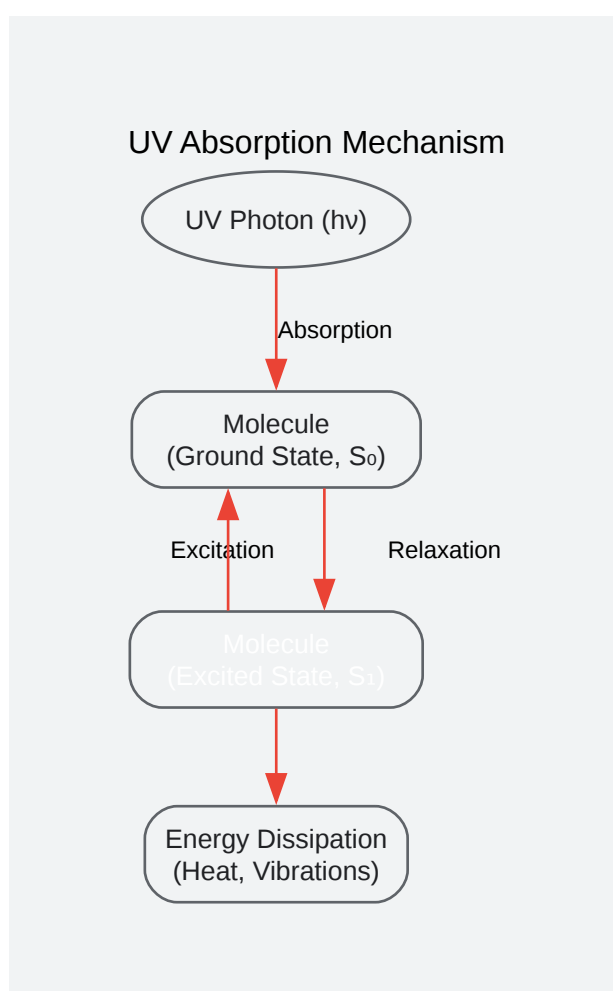 UV Absorption Mechanism
UV Photon (hν)
Absorption
Molecule
(Ground State, S₀)
Excitation
Relaxation
Molecule
(Excited State, S₁)
Energy Dissipation
(Heat, Vibrations)